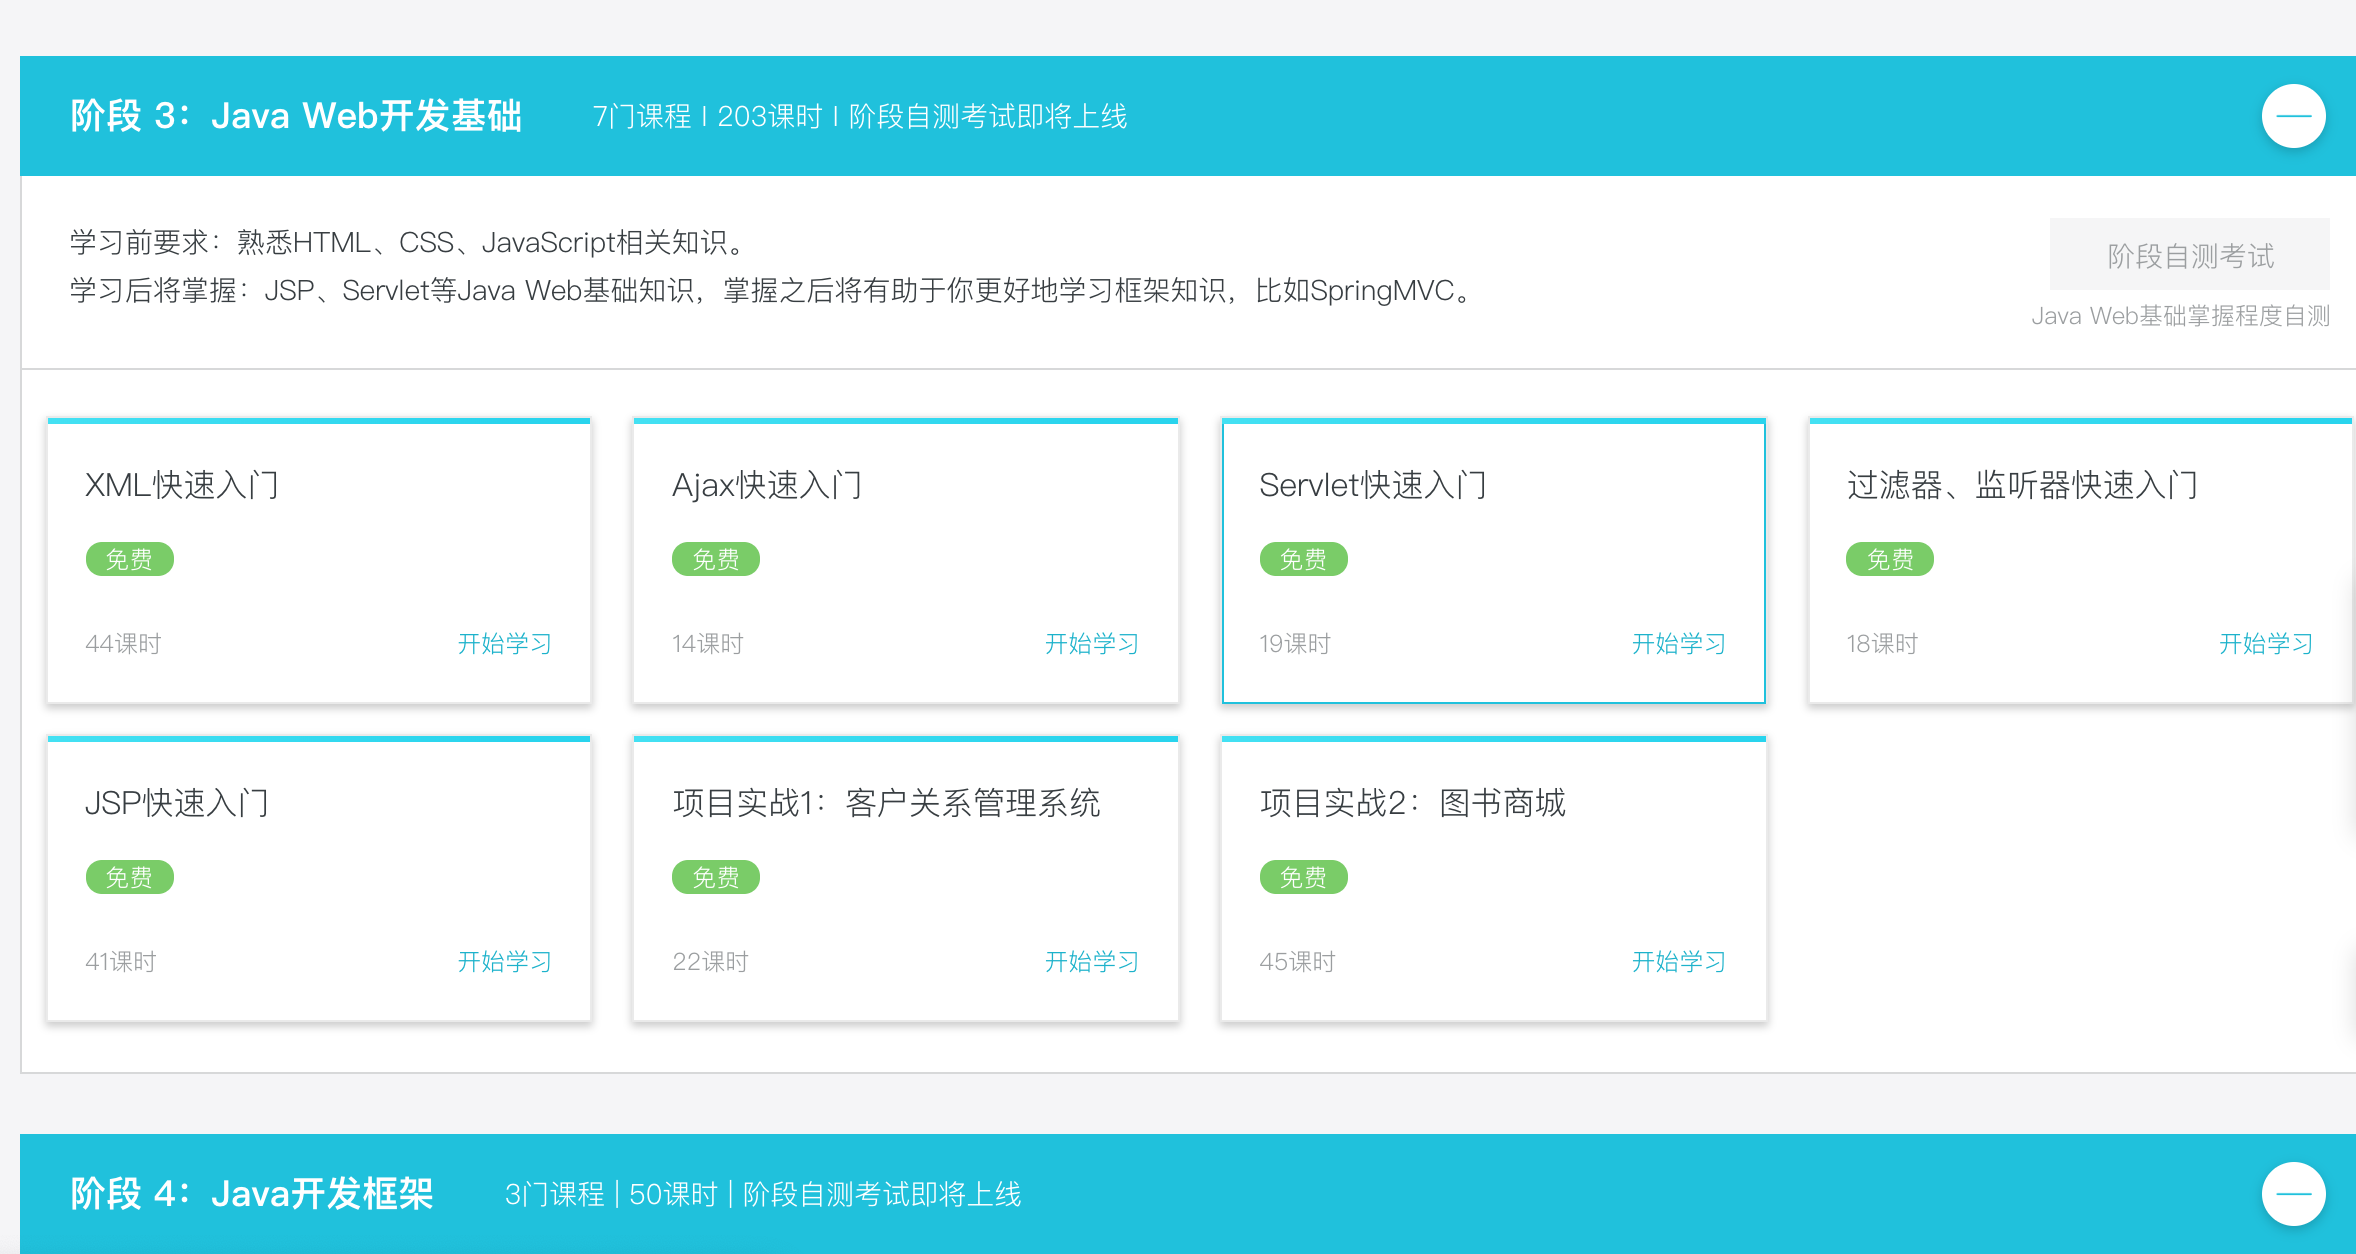 阶段 3：Java Web开发基础 7门课程 | 203课时 | 阶段自测考试即将上线
学习前要求：熟悉HTML、CSS、JavaScript相关知识。
学习后将掌握：JSP、Servlet等Java Web基础知识，掌握之后将有助于你更好地学习框架知识，比如SpringMVC。
阶段自测考试
Java Web基础掌握程度自测
XML快速入门
免费
44课时 开始学习
Ajax快速入门
免费
14课时 开始学习
Servlet快速入门
免费
19课时 开始学习
过滤器、监听器快速入门
免费
18课时 开始学习
JSP快速入门
免费
41课时 开始学习
项目实战1：客户关系管理系统
免费
22课时 开始学习
项目实战2：图书商城
免费
45课时 开始学习
阶段 4：Java开发框架 3门课程 | 50课时 | 阶段自测考试即将上线